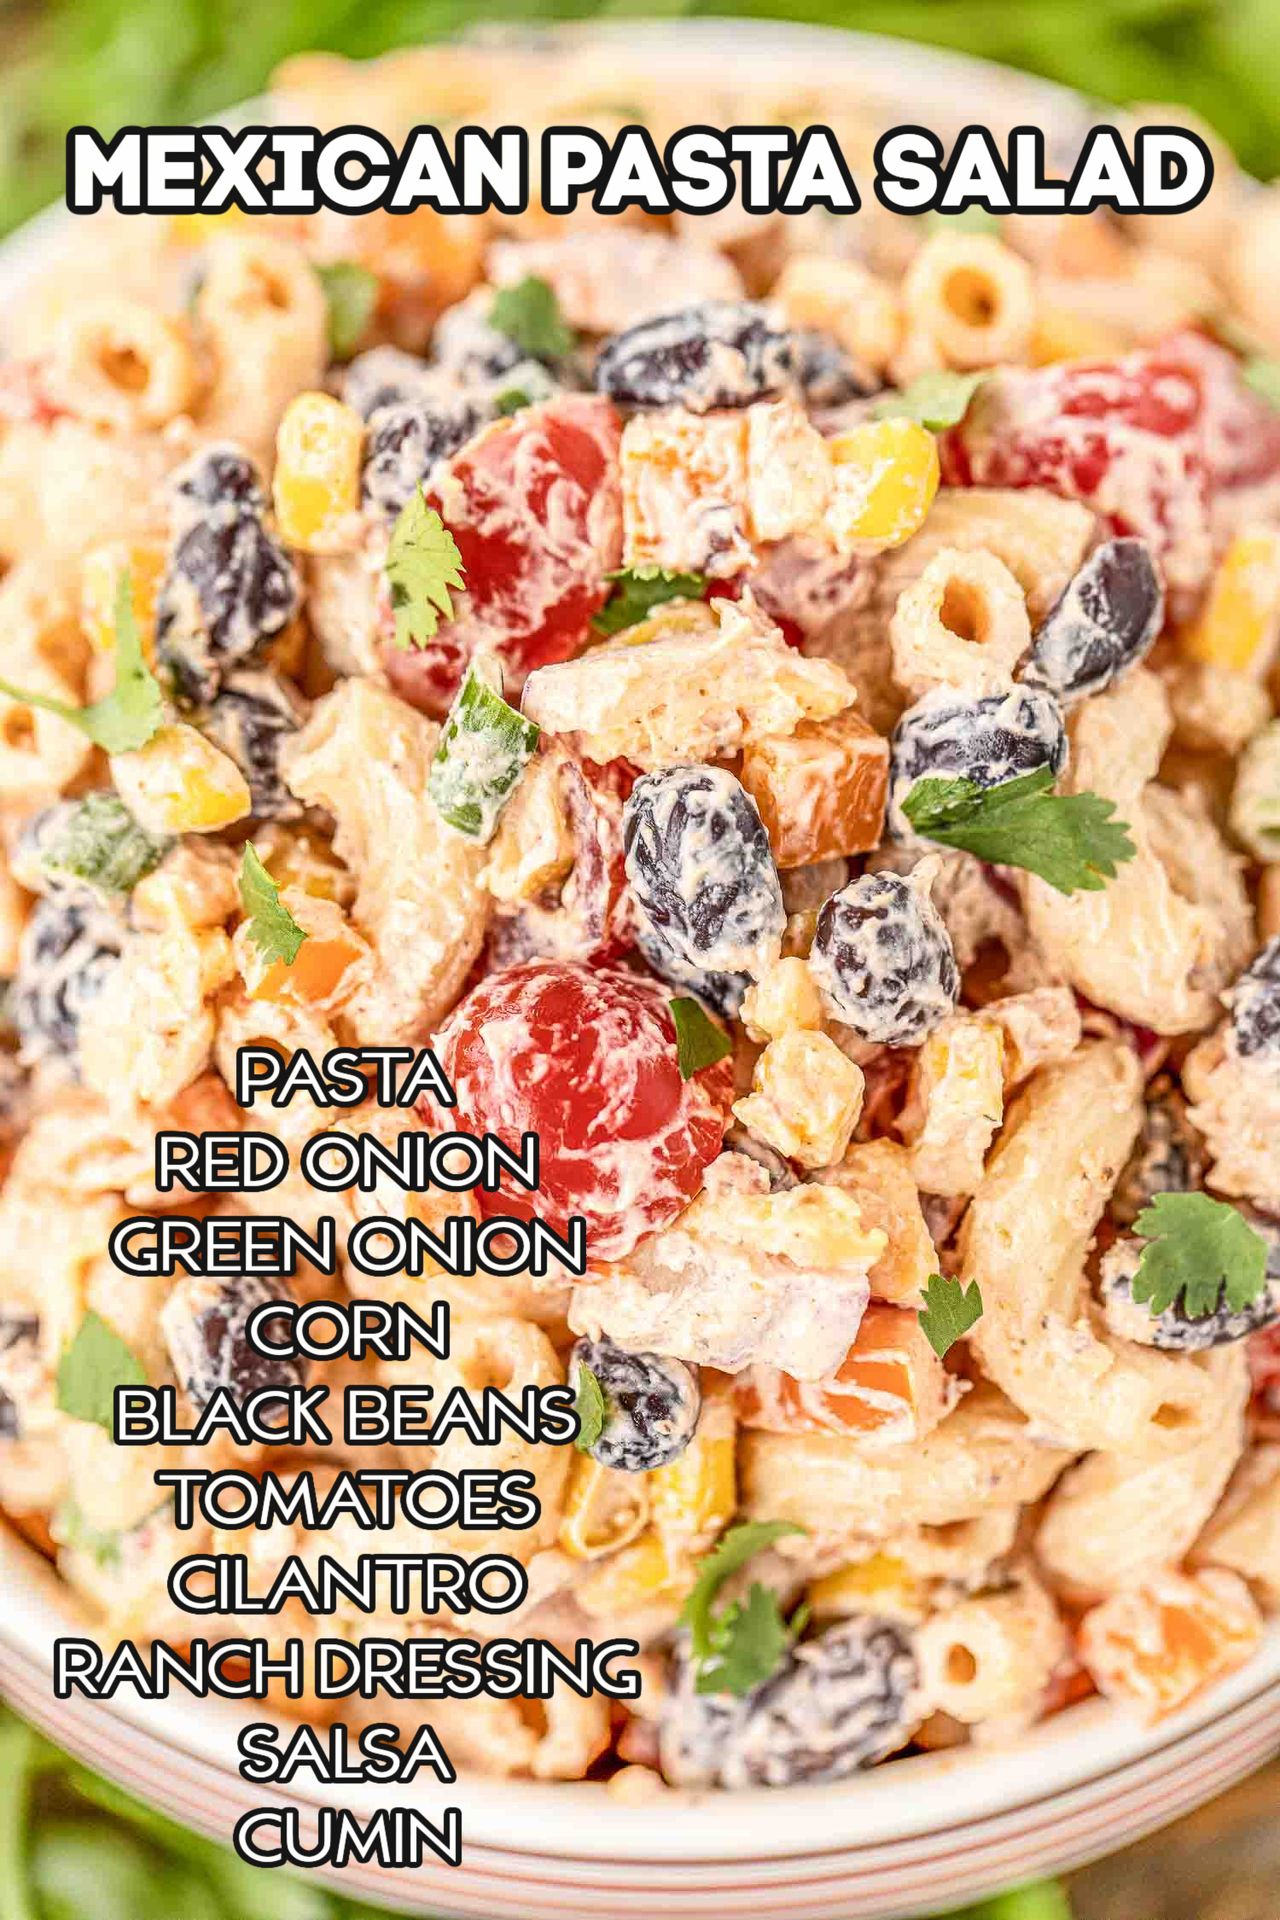 MEXICAN PASTA SALAD
PASTA
RED ONION
GREEN ONION
CORN
BLACK BEANS
TOMATOES
CILANTRO
RANCH DRESSING
SALSA
CUMIN